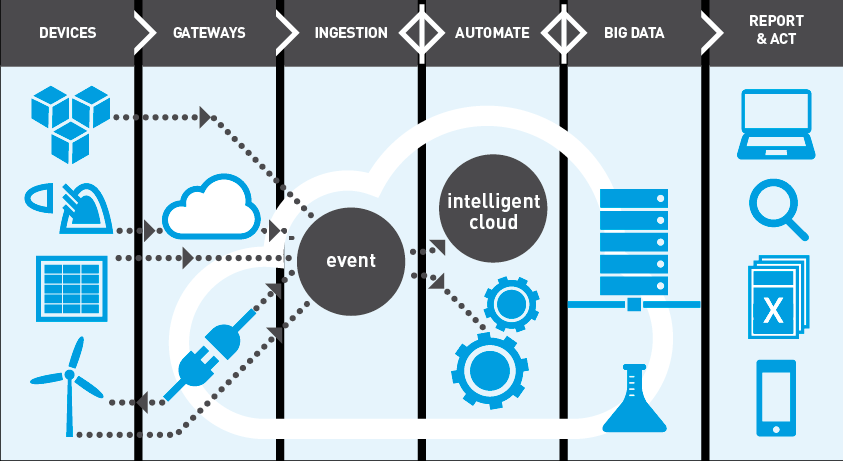 DEVICES
GATEWAYS
INGESTION
AUTOMATE
BIG DATA
REPORT
& ACT
intelligent
cloud
event
X